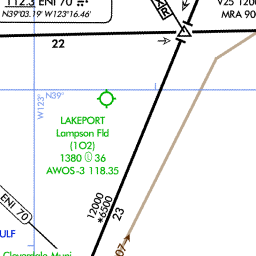 112.3 ENI 70
N39°03.19' W123°16.46'
V25 1200
MRA 90
22
N39°
W123°
LAKEPORT
Lampson Fld
(1O2)
1380 36
AWOS-3 118.35
12000
*6500
23
ENI 70
ULF
Cloverdale Muni
07